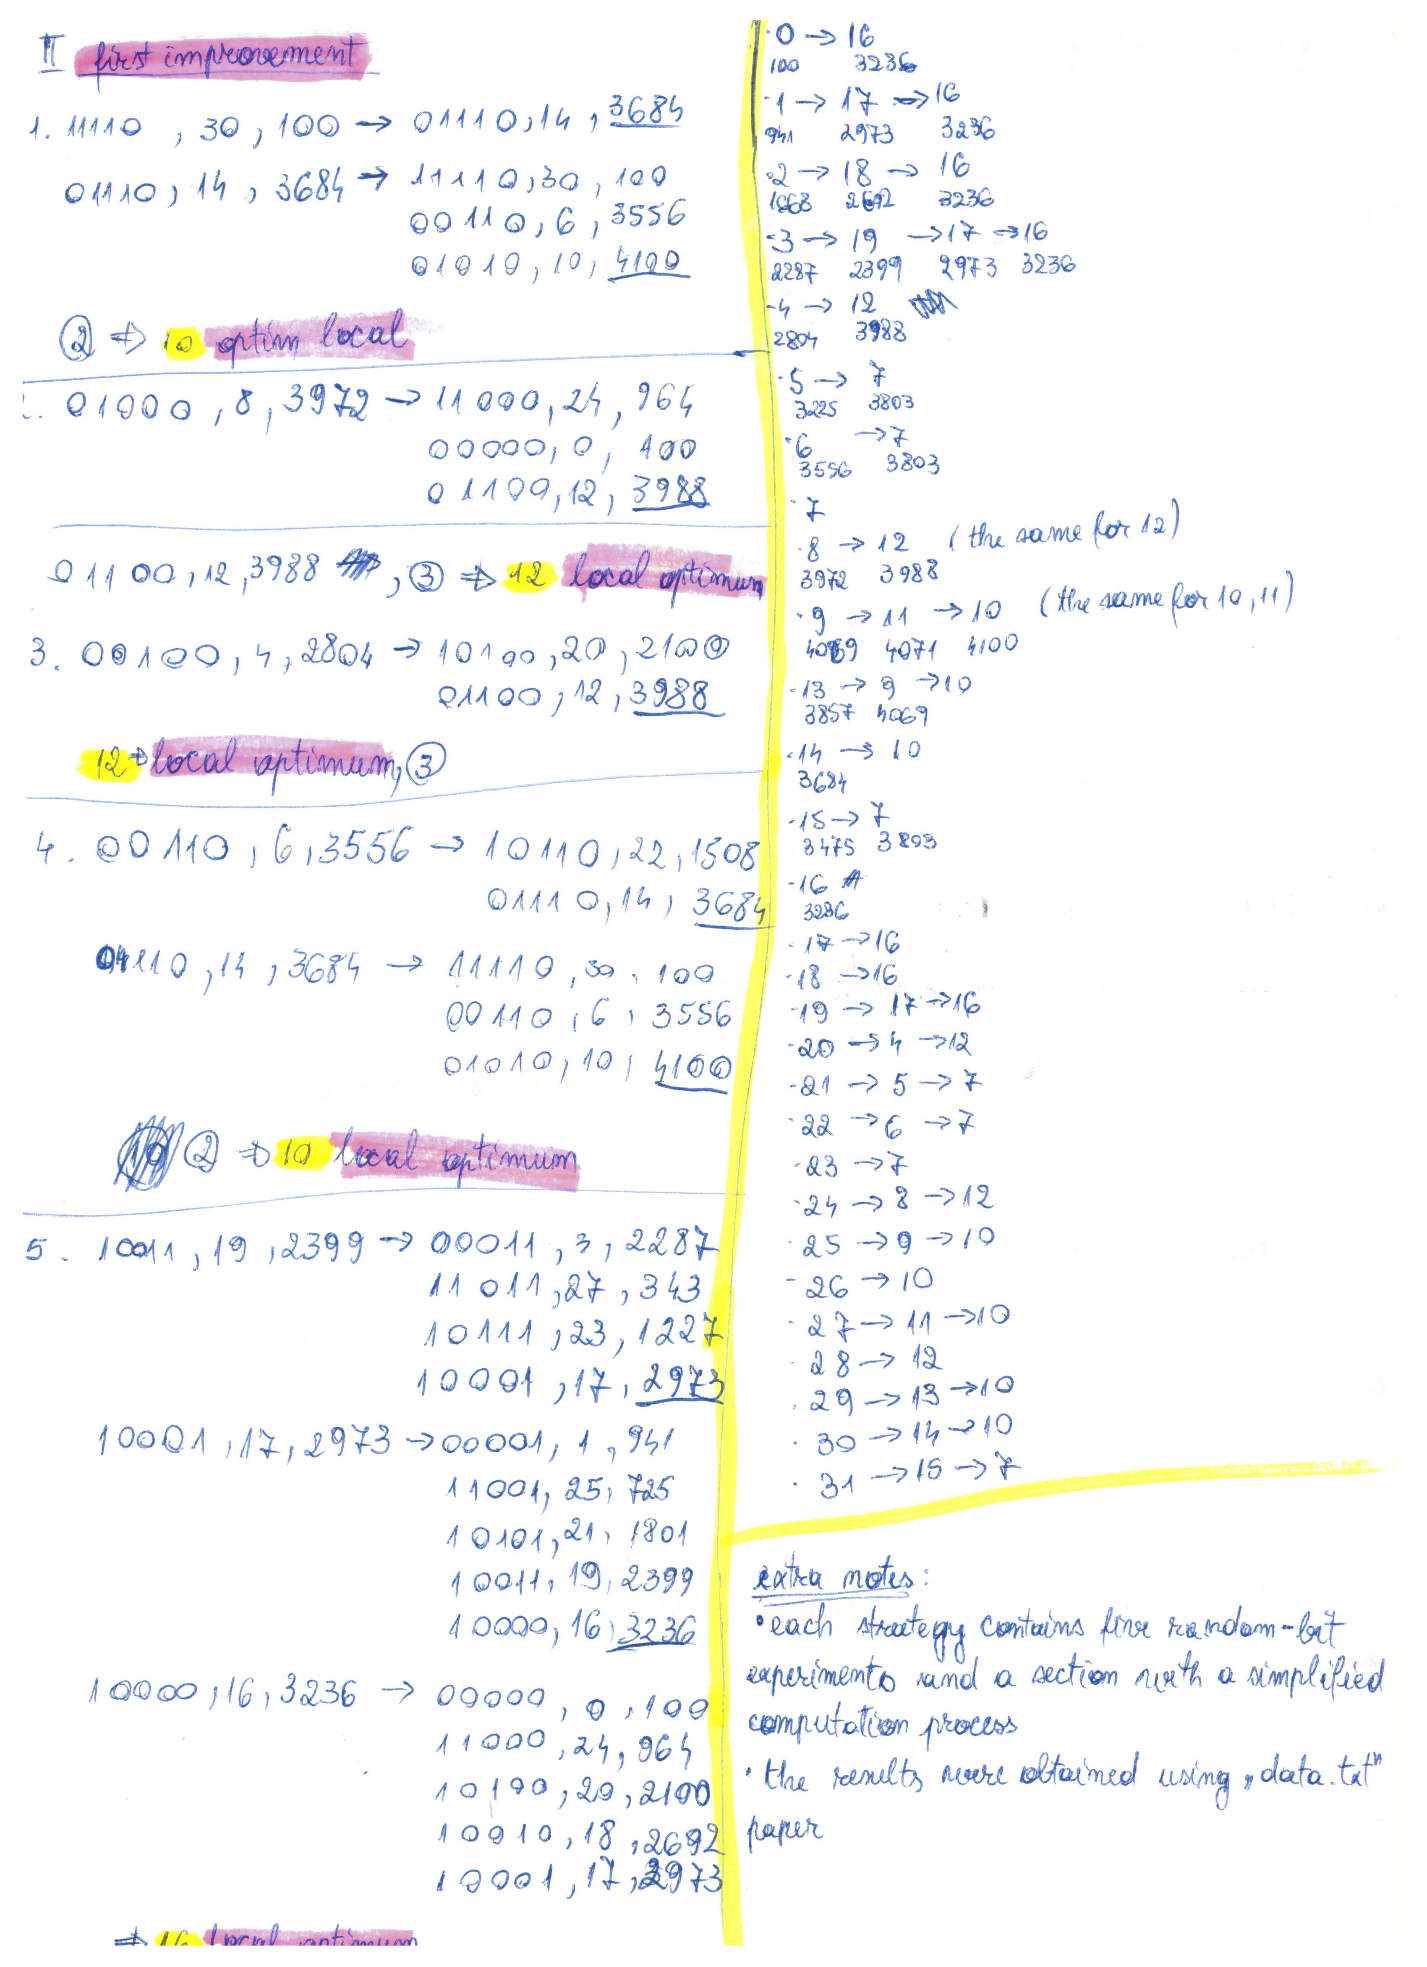 II first improvement
1. 11110 , 30 , 100 → 01110, 14 , 3684
01110 , 14 , 3684 → 11110, 30 , 100
00110, 6 , 3556
01010, 10, 4100
② ⇒ 10 optim local
01000 , 8 , 3972 → 11000, 24 , 964
00000, 0 , 100
01100, 12, 3988
01100, 12, 3988 , ③ ⇒ 12 local optimum
3. 00100 , 4 , 2804 → 10100, 20 , 2100
01100 , 12, 3988
12 ⇒ local optimum, ③
4. 00110 , 6 , 3556 → 10110, 22, 1508
01110, 14, 3684
01110 , 14 , 3684 → 11110, 30, 100
00110, 6, 3556
01010, 10, 4100
② ⇒ 10 local optimum
5. 10011, 19, 2399 → 00011, 3, 2287
11011, 27, 343
10111, 23, 1227
10001, 17, 2973
10001, 17, 2973 → 00001, 1, 941
11001, 25, 725
10101, 21, 1801
10011, 19, 2399
10000, 16, 3236
10000, 16, 3236 → 00000, 0, 100
11000, 24, 964
10100, 20, 2100
10010, 18, 2692
10001, 17, 2973
⇒ 16 local optimum
· 0 → 16
100 3236
· 1 → 17 → 16
941 2973 3236
· 2 → 18 → 16
1668 2692 3236
· 3 → 19 → 17 → 16
2287 2399 2973 3236
· 4 → 12
2804 3988
· 5 → 7
3225 3803
· 6 → 7
3556 3803
· 7
· 8 → 12 (the same for 12)
3972 3988
· 9 → 11 → 10 (the same for 10, 11)
4069 4071 4100
· 13 → 9 → 10
3857 4069
· 14 → 10
3684
· 15 → 7
3475 3803
· 16
3236
· 17 → 16
· 18 → 16
· 19 → 17 → 16
· 20 → 4 → 12
· 21 → 5 → 7
· 22 → 6 → 7
· 23 → 7
· 24 → 8 → 12
· 25 → 9 → 10
· 26 → 10
· 27 → 11 → 10
· 28 → 12
· 29 → 13 → 10
· 30 → 14 → 10
· 31 → 15 → 7
extra notes:
• each strategy contains five random-bit
experiments and a section with a simplified
computation process
• the results were obtained using „data.txt"
paper